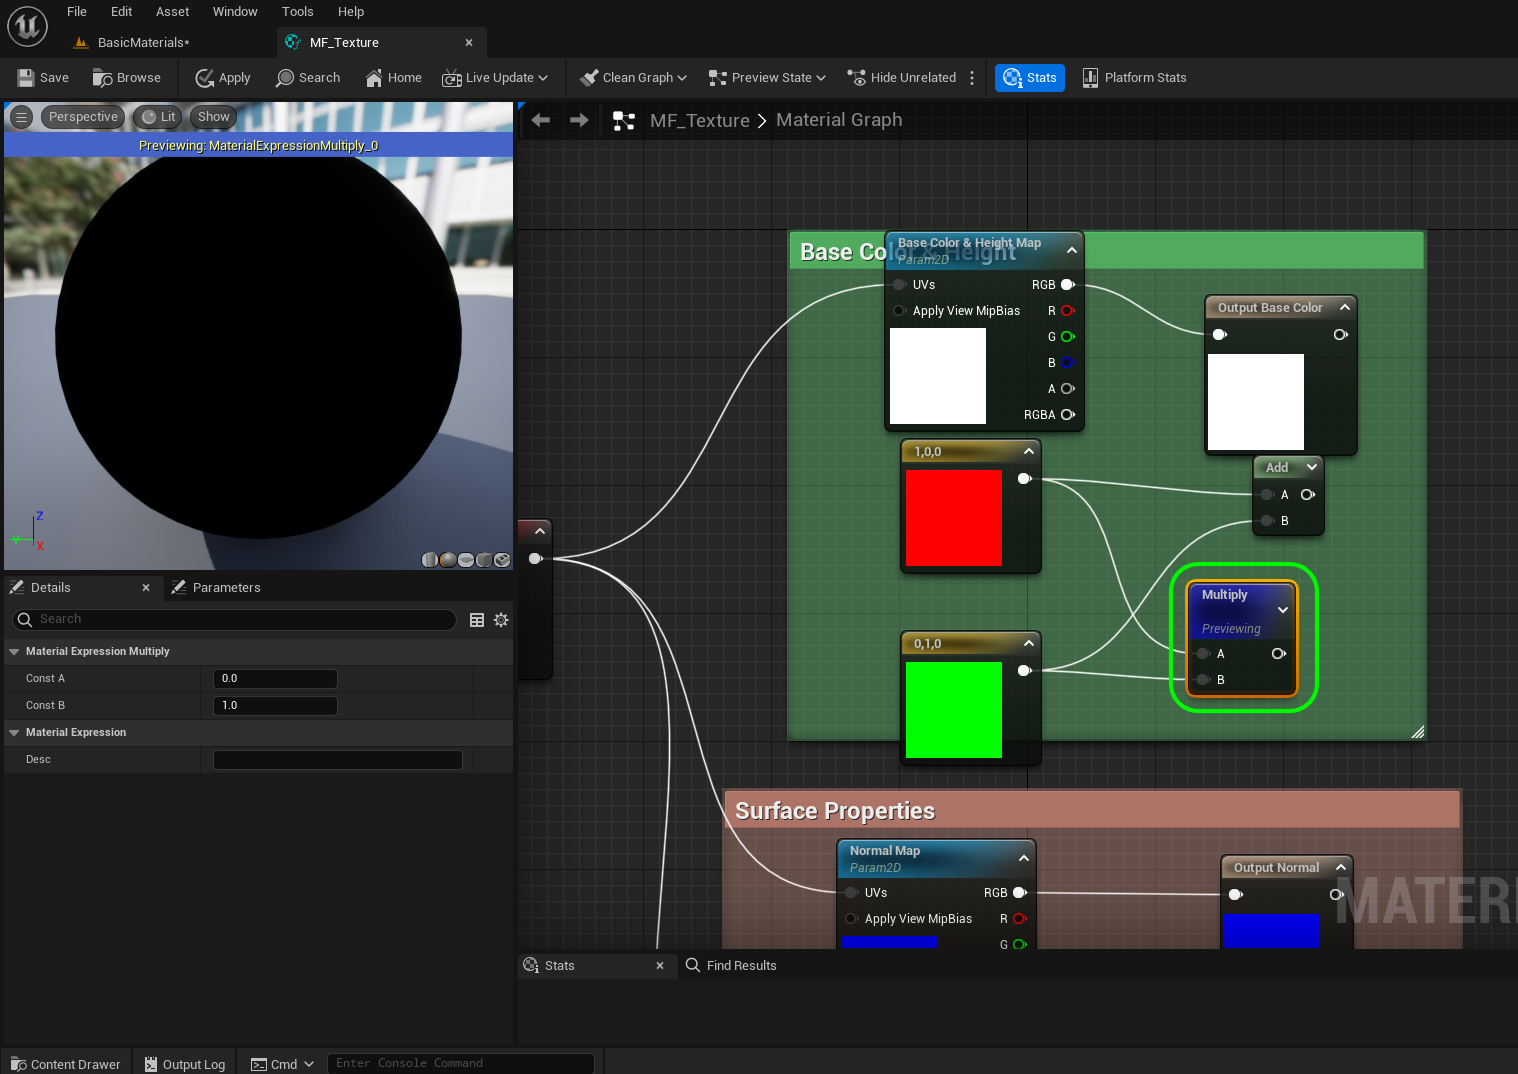 File Edit Asset Window Tools Help
BasicMaterials* MF_Texture
Save Browse Apply Search Home Live Update Clean Graph Preview State Hide Unrelated Stats Platform Stats
Perspective Lit Show
Previewing: MaterialExpressionMultiply_0
Z
Y
X
MF_Texture Material Graph
Base Color & Height
Base Color & Height Map
Param2D
UVs RGB
Apply View MipBias R
G
B
A
RGBA
Output Base Color
1,0,0
Add
A
B
0,1,0
Multiply
Previewing
A
B
Surface Properties
Normal Map
Param2D
UVs RGB
Apply View MipBias R
G
Output Normal
MATERI
Details Parameters
Search
Material Expression Multiply
Const A 0.0
Const B 1.0
Material Expression
Desc
Stats Find Results
Content Drawer Output Log Cmd Enter Console Command